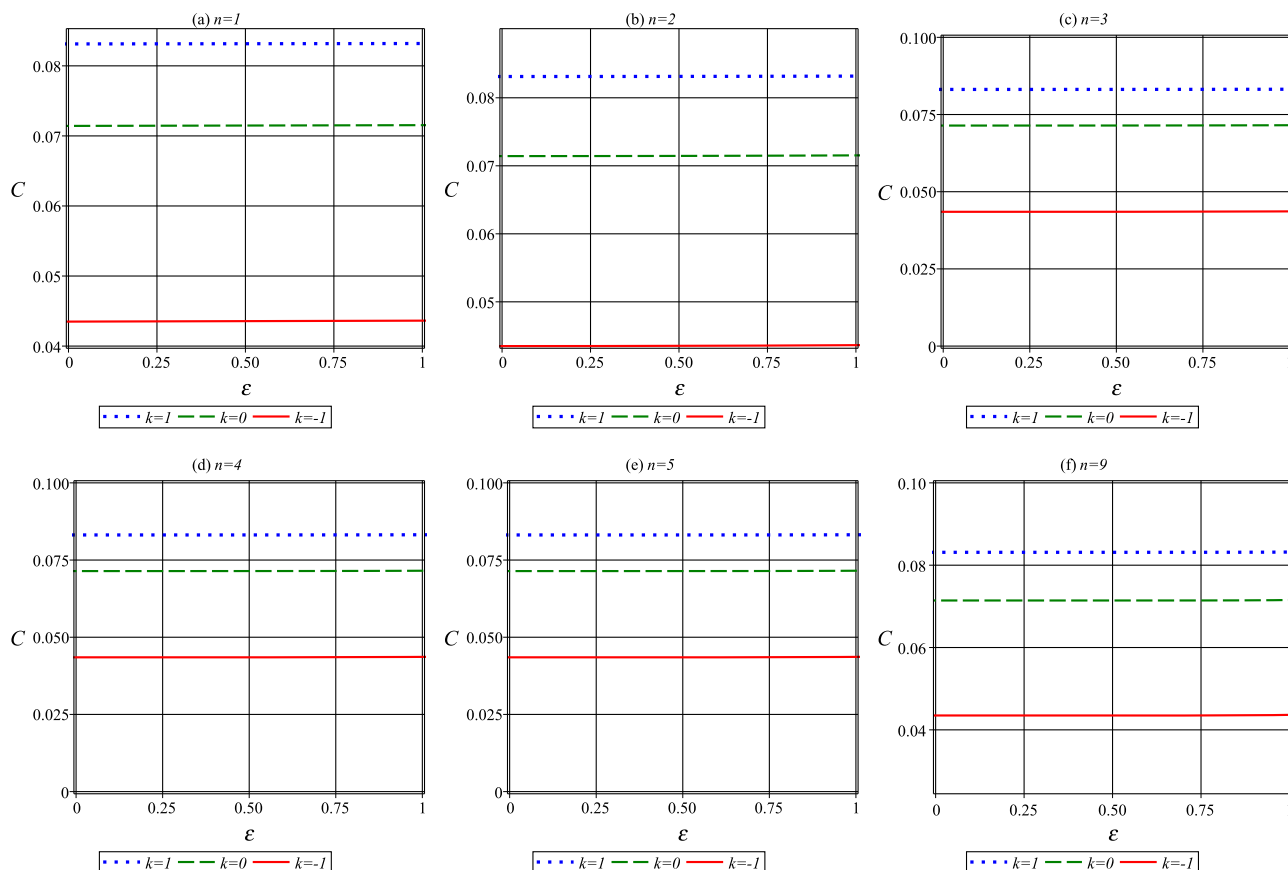 (a) n=1
0.08
0.07
C
0.06
0.05
0.04
0 0.25 0.50 0.75 1
ε
k=1 k=0 k=-1
(b) n=2
0.08
0.07
C
0.06
0.05
0 0.25 0.50 0.75 1
ε
k=1 k=0 k=-1
(c) n=3
0.100
0.075
0.050
C
0.025
0
0 0.25 0.50 0.75
ε
k=1 k=0 k=-1
(d) n=4
0.100
0.075
C 0.050
0.025
0
0 0.25 0.50 0.75 1
ε
k=1 k=0 k=-1
(e) n=5
0.100
0.075
C 0.050
0.025
0
0 0.25 0.50 0.75 1
ε
k=1 k=0 k=-1
(f) n=9
0.10
0.08
C 0.06
0.04
0 0.25 0.50 0.75
ε
k=1 k=0 k=-1